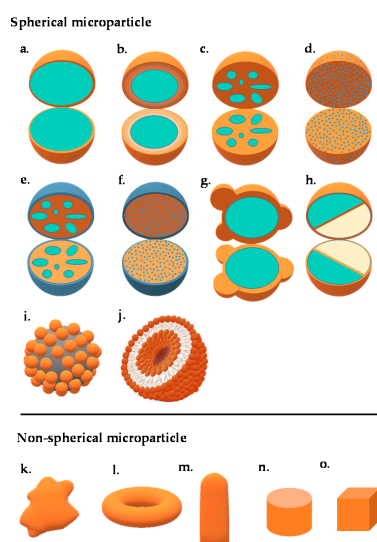 Spherical microparticle
a. b. c. d.
e. f. g. h.
i. j.
Non-spherical microparticle
k. l. m. n. o.